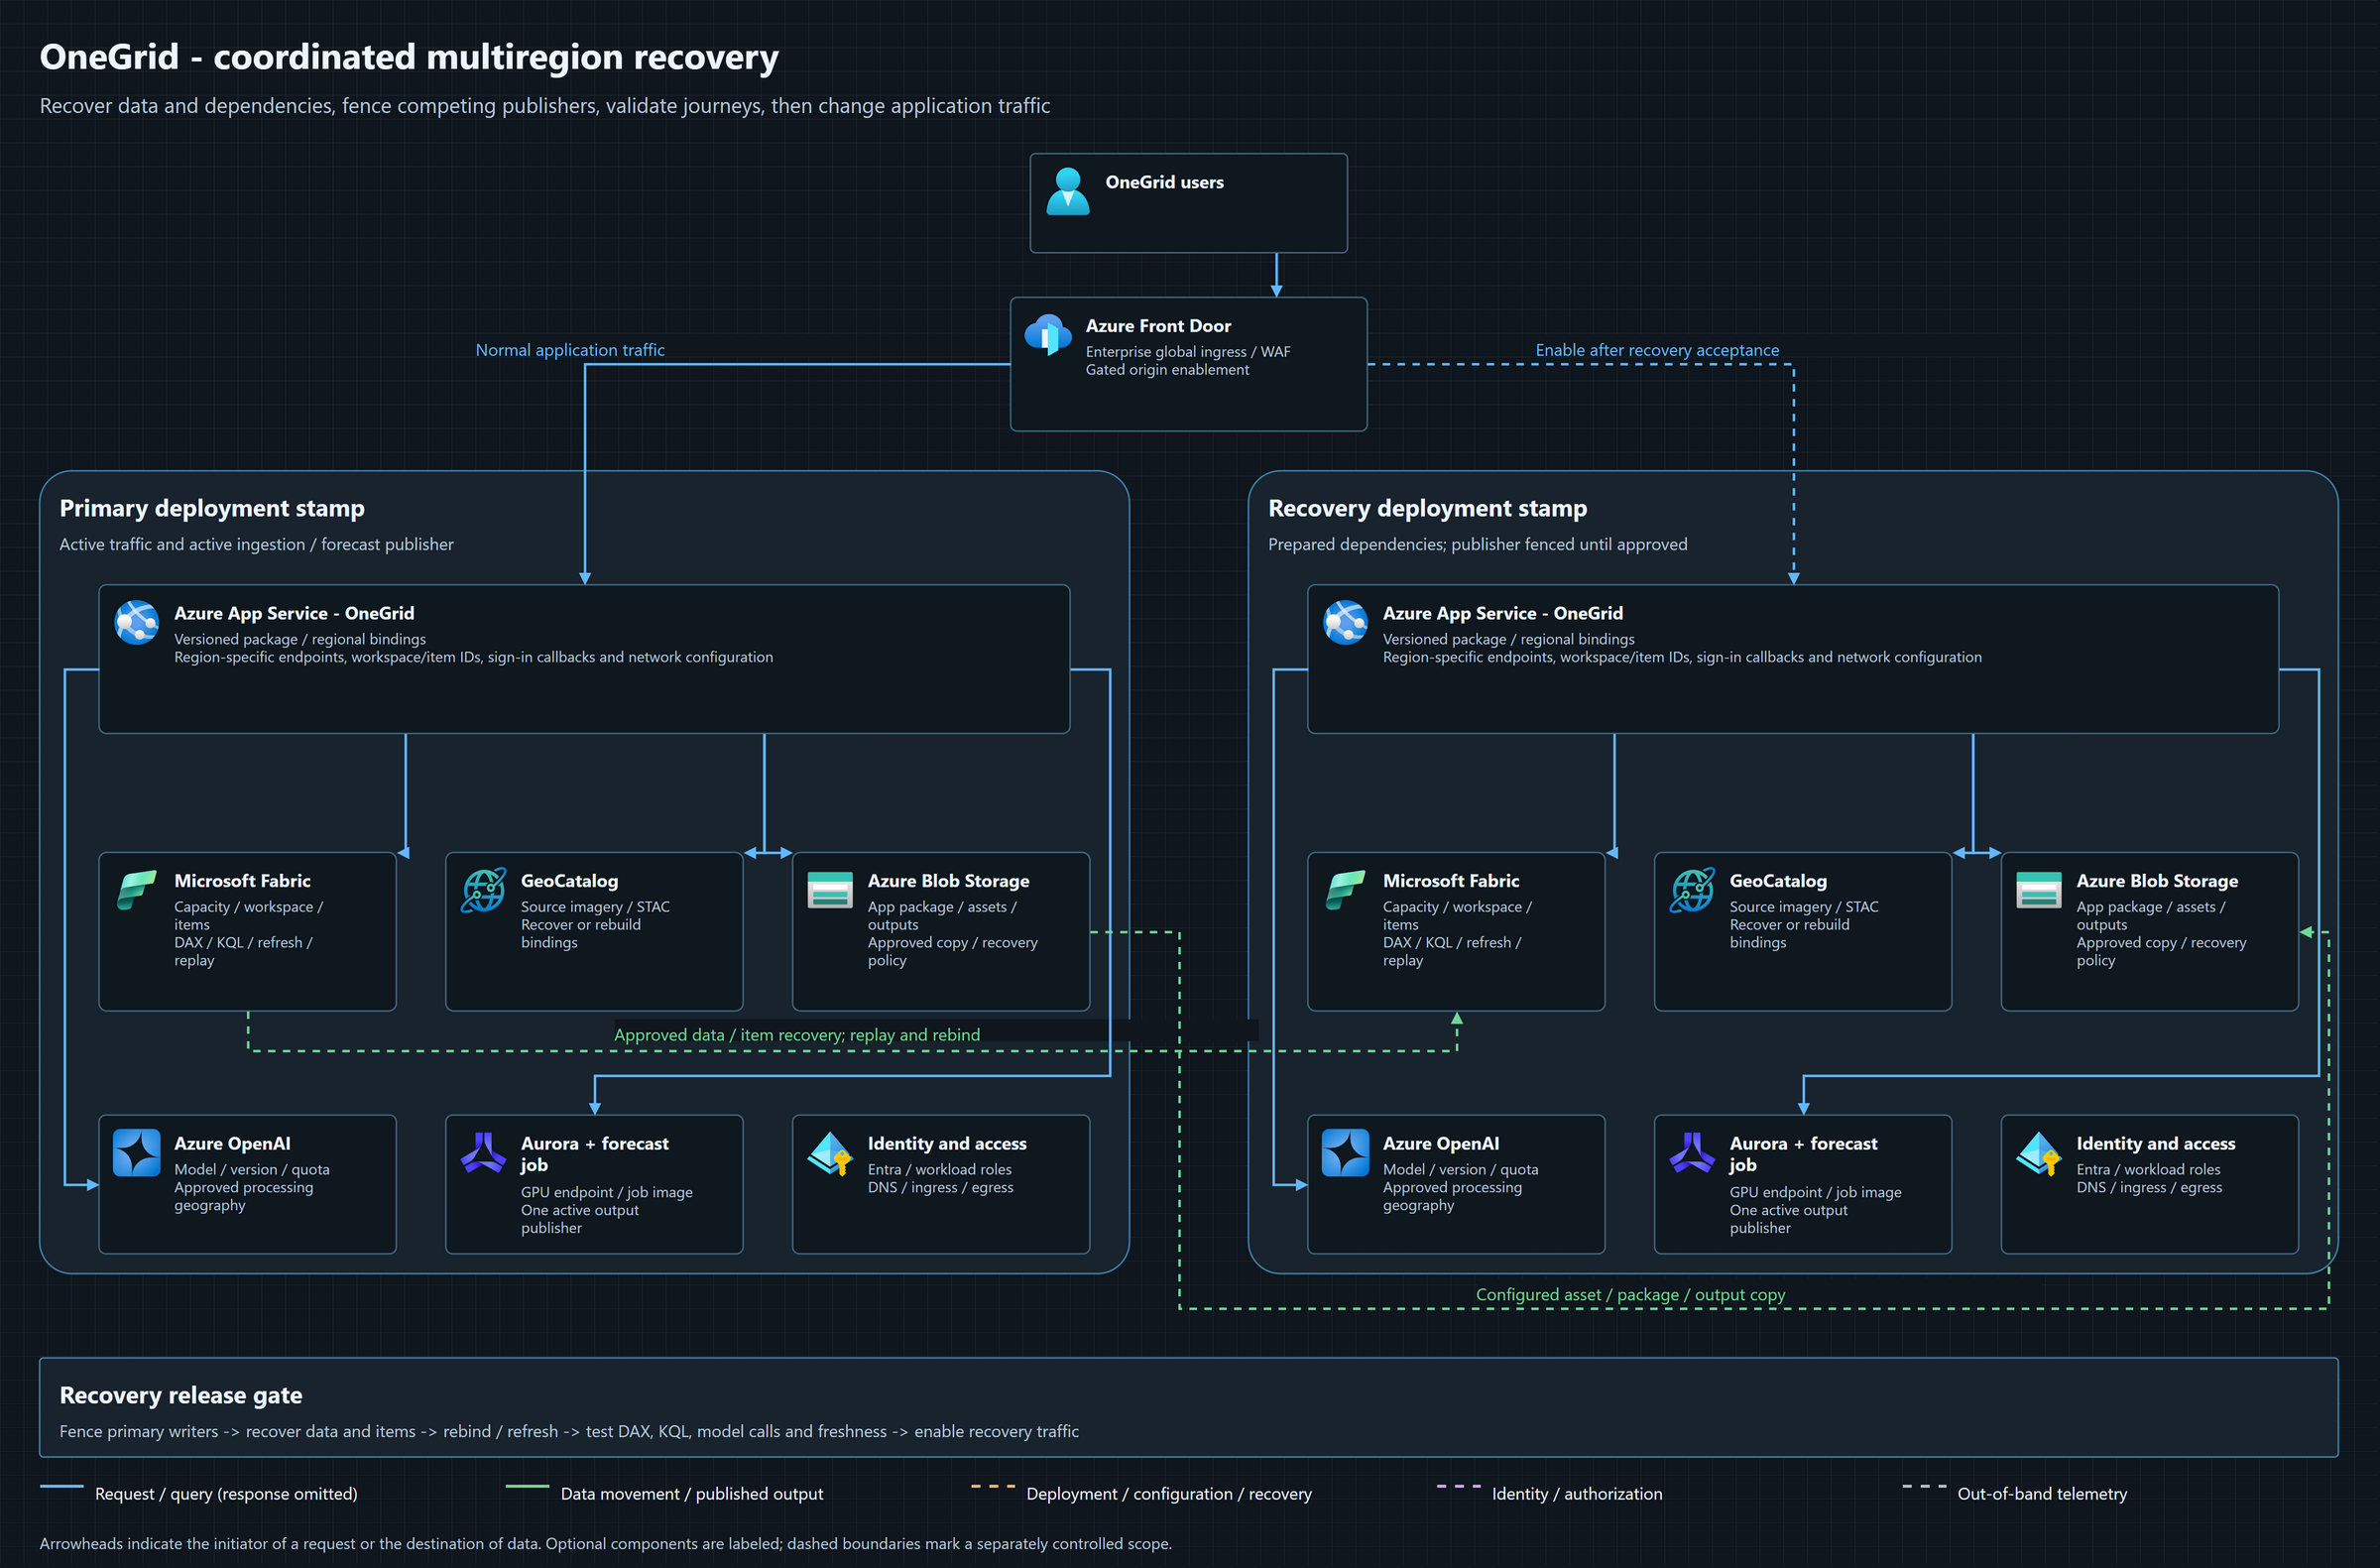 OneGrid - coordinated multiregion recovery
Recover data and dependencies, fence competing publishers, validate journeys, then change application traffic
OneGrid users
Azure Front Door
Enterprise global ingress / WAF
Gated origin enablement
Normal application traffic
Enable after recovery acceptance
Primary deployment stamp
Active traffic and active ingestion / forecast publisher
Azure App Service - OneGrid
Versioned package / regional bindings
Region-specific endpoints, workspace/item IDs, sign-in callbacks and network configuration
Microsoft Fabric
Capacity / workspace /
items
DAX / KQL / refresh /
replay
GeoCatalog
Source imagery / STAC
Recover or rebuild
bindings
Azure Blob Storage
App package / assets /
outputs
Approved copy / recovery
policy
Approved data / item recovery; replay and rebind
Azure OpenAI
Model / version / quota
Approved processing
geography
Aurora + forecast
job
GPU endpoint / job image
One active output
publisher
Identity and access
Entra / workload roles
DNS / ingress / egress
Recovery deployment stamp
Prepared dependencies; publisher fenced until approved
Azure App Service - OneGrid
Versioned package / regional bindings
Region-specific endpoints, workspace/item IDs, sign-in callbacks and network configuration
Microsoft Fabric
Capacity / workspace /
items
DAX / KQL / refresh /
replay
GeoCatalog
Source imagery / STAC
Recover or rebuild
bindings
Azure Blob Storage
App package / assets /
outputs
Approved copy / recovery
policy
Azure OpenAI
Model / version / quota
Approved processing
geography
Aurora + forecast
job
GPU endpoint / job image
One active output
publisher
Identity and access
Entra / workload roles
DNS / ingress / egress
Configured asset / package / output copy
Recovery release gate
Fence primary writers -> recover data and items -> rebind / refresh -> test DAX, KQL, model calls and freshness -> enable recovery traffic
Request / query (response omitted)
Data movement / published output
Deployment / configuration / recovery
Identity / authorization
Out-of-band telemetry
Arrowheads indicate the initiator of a request or the destination of data. Optional components are labeled; dashed boundaries mark a separately controlled scope.